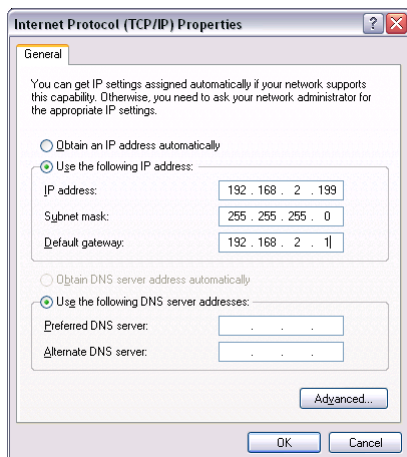 Internet Protocol (TCP/IP) Properties
General
You can get IP settings assigned automatically if your network supports
this capability. Otherwise, you need to ask your network administrator for
the appropriate IP settings.
Obtain an IP address automatically
Use the following IP address:
IP address: 192 . 168 . 2 . 199
Subnet mask: 255 . 255 . 255 . 0
Default gateway: 192 . 168 . 2 . 1
Obtain DNS server address automatically
Use the following DNS server addresses:
Preferred DNS server: . . .
Alternate DNS server: . . .
Advanced...
OK Cancel